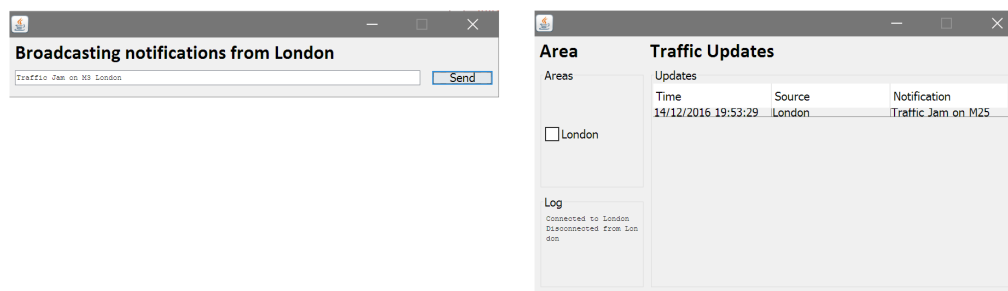 Broadcasting notifications from London
Traffic Jam on M3 London
Send
Area
Traffic Updates
Areas
London
Log
Connected to London
Disconnected from Lon
don
Updates
Time Source Notification
14/12/2016 19:53:29 London Traffic Jam on M25